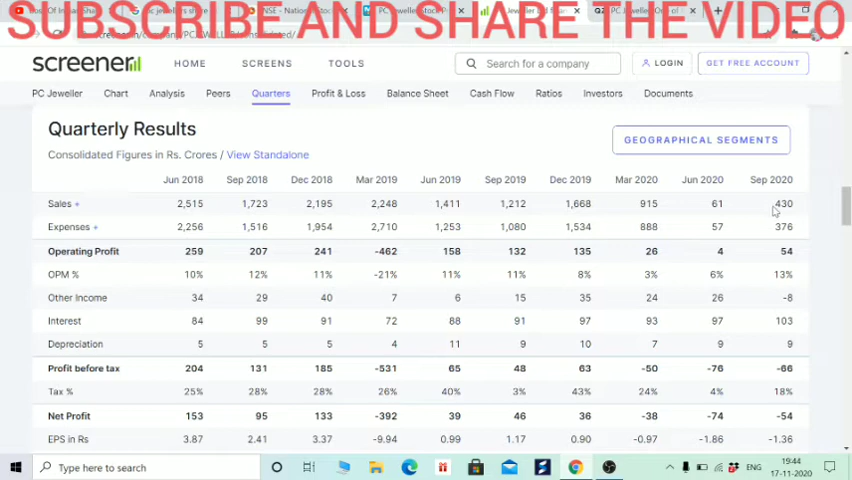 SUBSCRIBE AND SHARE THE VIDEO
screener
HOME SCREENS TOOLS Search for a company LOGIN GET FREE ACCOUNT
PC Jeweller Chart Analysis Peers Quarters Profit & Loss Balance Sheet Cash Flow Ratios Investors Documents
Quarterly Results
GEOGRAPHICAL SEGMENTS
Consolidated Figures in Rs. Crores / View Standalone
Jun 2018 Sep 2018 Dec 2018 Mar 2019 Jun 2019 Sep 2019 Dec 2019 Mar 2020 Jun 2020 Sep 2020
Sales + 2,515 1,723 2,195 2,248 1,411 1,212 1,668 915 61 430
Expenses + 2,256 1,516 1,954 2,710 1,253 1,080 1,534 888 57 376
Operating Profit 259 207 241 -462 158 132 135 26 4 54
OPM % 10% 12% 11% -21% 11% 11% 8% 3% 6% 13%
Other Income 34 29 40 7 6 15 35 24 26 -8
Interest 84 99 91 72 88 91 97 93 97 103
Depreciation 5 5 5 4 11 9 10 7 9 9
Profit before tax 204 131 185 -531 65 48 63 -50 -76 -66
Tax % 25% 28% 28% 26% 40% 3% 43% 24% 4% 18%
Net Profit 153 95 133 -392 39 46 36 -38 -74 -54
EPS in Rs 3.87 2.41 3.37 -9.94 0.99 1.17 0.90 -0.97 -1.86 -1.36
Type here to search
ENG
19:44
17-11-2020